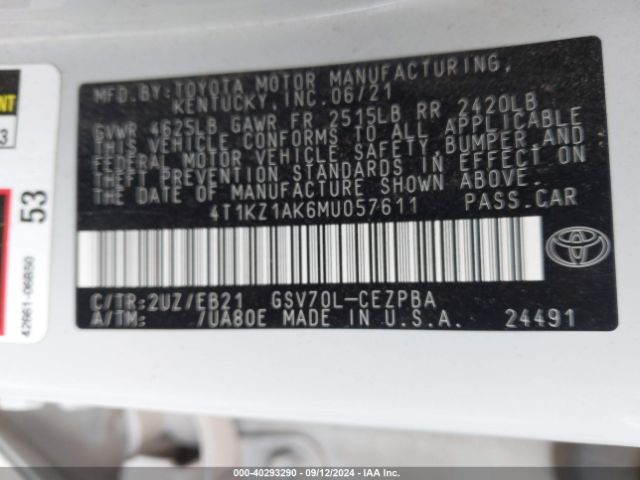 MFD.BY:TOYOTA MOTOR MANUFACTURING,
KENTUCKY,INC.06/21
GVWR 4625LB GAWR FR 2515LB RR 2420LB
THIS VEHICLE CONFORMS TO ALL APPLICABLE
FEDERAL MOTOR VEHICLE SAFETY,BUMPER,AND
THEFT PREVENTION STANDARDS IN EFFECT ON
THE DATE OF MANUFACTURE SHOWN ABOVE.
4T1KZ1AK6MU057611 PASS.CAR
C/TR:2UZ/EB21 GSV70L-CEZPBA
A/TM: 7UA80E MADE IN U.S.A. 24491
53
42661-06B50
000-40293290 - 09/12/2024 - IAA Inc.